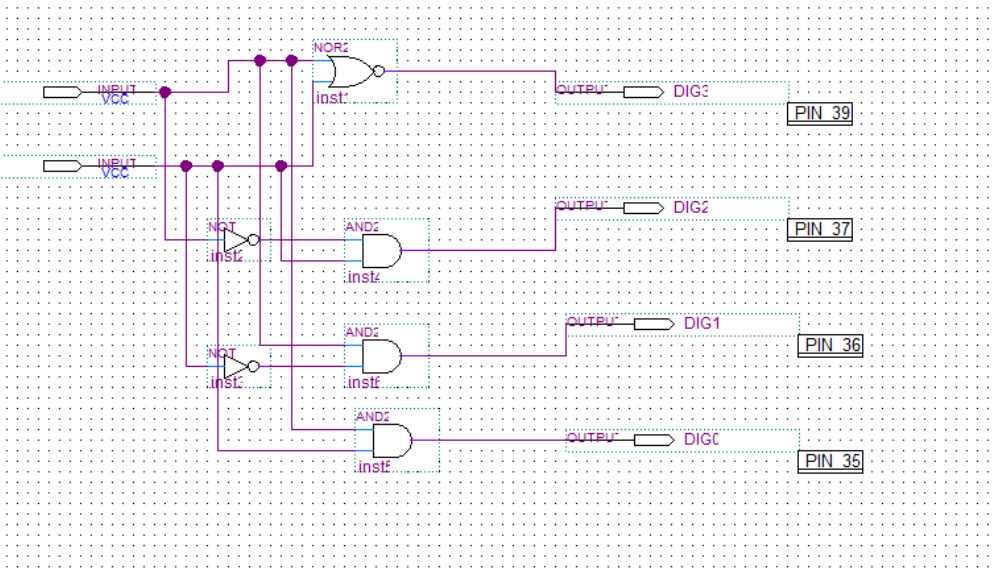 NOR2
INPUT
VCC
inst1
OUTPUT
DIG3
PIN_39
INPUT
VCC
OUTPUT
DIG2
PIN_37
NOT
inst2
AND2
inst4
OUTPUT
DIG1
PIN_36
AND2
NOT
inst3
inst6
AND2
inst5
OUTPUT
DIG0
PIN_35